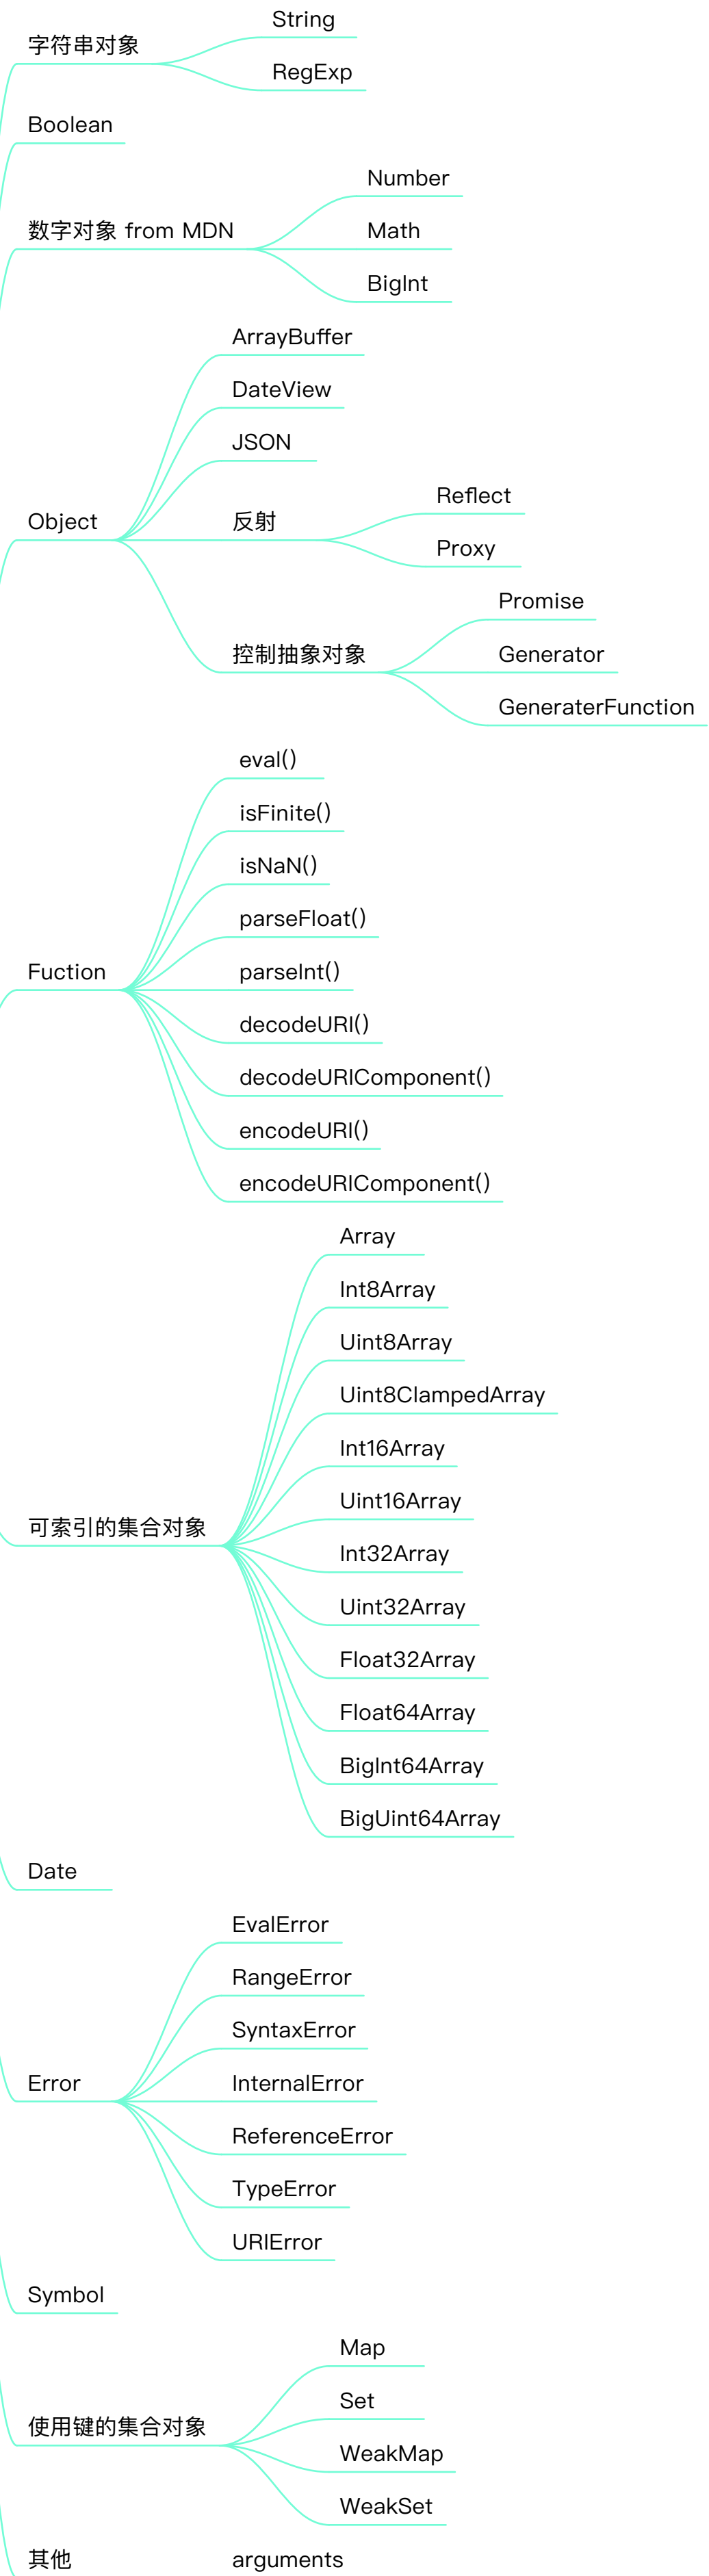 字符串对象
String
RegExp
Boolean
数字对象 from MDN
Number
Math
BigInt
Object
ArrayBuffer
DateView
JSON
反射
Reflect
Proxy
控制抽象对象
Promise
Generator
GeneraterFunction
Fuction
eval()
isFinite()
isNaN()
parseFloat()
parseInt()
decodeURI()
decodeURIComponent()
encodeURI()
encodeURIComponent()
可索引的集合对象
Array
Int8Array
Uint8Array
Uint8ClampedArray
Int16Array
Uint16Array
Int32Array
Uint32Array
Float32Array
Float64Array
BigInt64Array
BigUint64Array
Date
Error
EvalError
RangeError
SyntaxError
InternalError
ReferenceError
TypeError
URIError
Symbol
使用键的集合对象
Map
Set
WeakMap
WeakSet
其他
arguments